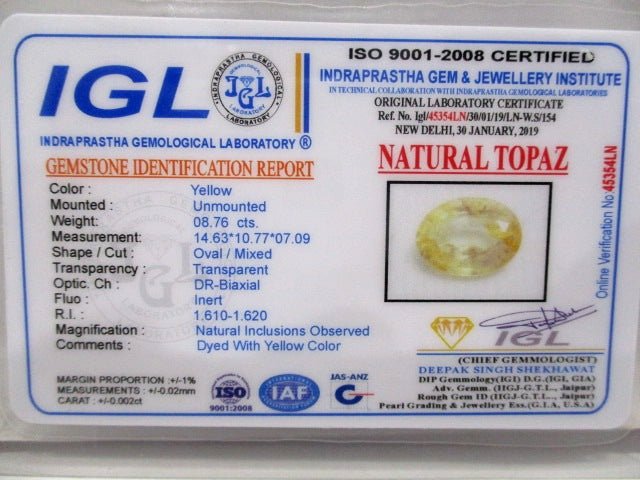 IGL
INDRAPRASTHA GEMOLOGICAL LABORATORY ®
GEMSTONE IDENTIFICATION REPORT
Color : Yellow
Mounted : Unmounted
Weight: 08.76 cts.
Measurement: 14.63*10.77*07.09
Shape / Cut : Oval / Mixed
Transparency : Transparent
Optic. Ch : DR-Biaxial
Fluo : Inert
R.I. : 1.610-1.620
Magnification : Natural Inclusions Observed
Comments : Dyed With Yellow Color
MARGIN PROPORTION :+/-1%
MEASUREMENTS : +/-0.02mm
CARAT : +/-0.002ct
ISO
9001:2008
IAF
JAS-ANZ
ISO 9001-2008 CERTIFIED
INDRAPRASTHA GEM & JEWELLERY INSTITUTE
IN TECHNICAL COLLABORATION WITH INDRAPRASTHA GEMOLOGICAL LABORATORIES
ORIGINAL LABORATORY CERTIFICATE
Ref. No. Igl/45354LN/30/01/19/LN-W.S/154
NEW DELHI, 30 JANUARY, 2019
NATURAL TOPAZ
Online Verification No. 45354LN
IGL
(CHIEF GEMMOLOGIST)
DEEPAK SINGH SHEKHAWAT
DIP Gemmology(IGI) D.G.(IGL, GIA)
Adv. Gemm. (IIGJ-G.T.L., Jaipur)
Rough Gem ID (IIGJ-G.T.L., Jaipur)
Pearl Grading & Jewellery Ess.(G.I.A, U.S.A)